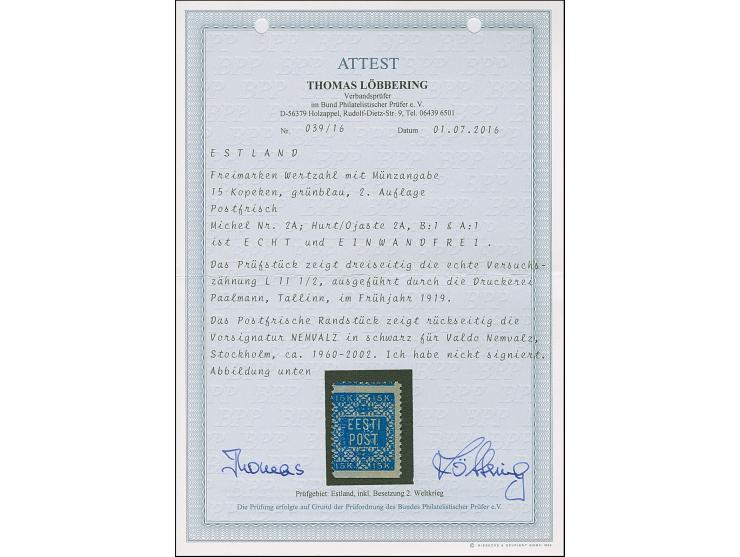 ATTEST
THOMAS LÖBBERING
Verbandsprüfer
im Bund Philatelistischer Prüfer e. V.
D-56379 Holzappel, Rudolf-Dietz-Str. 9, Tel. 06439 6501
Nr. 039/16 Datum 01.07.2016
ESTLAND
Freimarken Wertzahl mit Münzangabe
15 Kopeken, grünblau, 2. Auflage
Postfrisch
Michel Nr. 2A; Hurt/Ojaste 2A, B:1 & A:1
ist ECHT und EINWANDFREI.
Das Prüfstück zeigt dreiseitig die echte Versuchs-
zähnung L 11 1/2, ausgeführt durch die Druckerei
Paalmann, Tallinn, im Frühjahr 1919.
Das Postfrische Randstück zeigt rückseitig die
Vorsignatur NEMVALZ in schwarz für Valdo Nemvalz,
Stockholm, ca. 1960-2002. Ich habe nicht signiert.
Abbildung unten
15K 15K
EESTI
POST
15K 15K
Thomas Löbbering
Prüfgebiet: Estland, inkl. Besetzung 2. Weltkrieg
Die Prüfung erfolgte auf Grund der Prüfordnung des Bundes Philatelistischer Prüfer e.V.